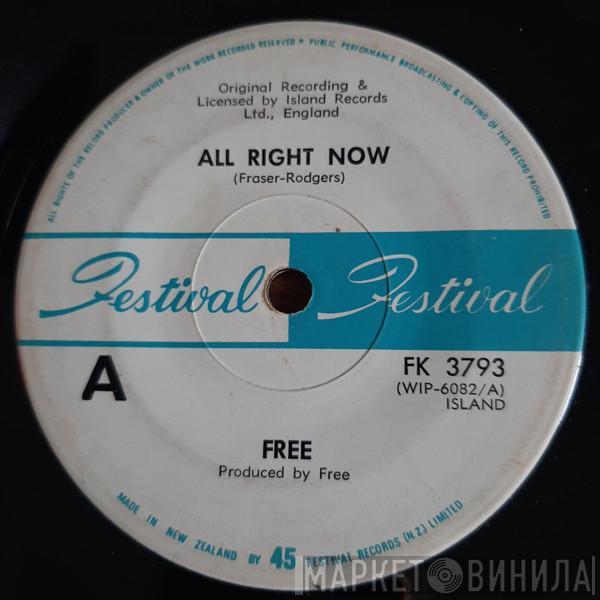 ALL RIGHTS OF THE RECORD PRODUCER & OWNER OF THE WORK RECORDED RESERVED * PUBLIC PERFORMANCE BROADCASTING & COPYING OF THIS RECORD PROHIBITED
Original Recording &
Licensed by Island Records
Ltd., England
ALL RIGHT NOW
(Fraser-Rodgers)
Festival Festival
A
FK 3793
(WIP-6082/A)
ISLAND
FREE
Produced by Free
MADE IN NEW ZEALAND BY 45 FESTIVAL RECORDS (N.Z.) LIMITED
МАРКЕТ ВИНИЛА